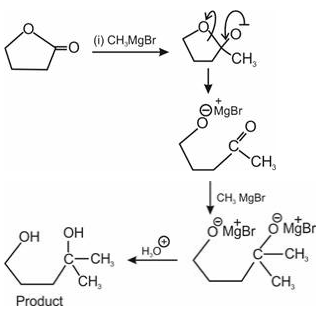 O
O
(i) CH₃MgBr
O
O
CH₃
⊖ + MgBr
O
O
C
CH₃
CH₃ MgBr
O⊖ +MgBr
O⊖ +MgBr
C–CH₃
CH₃
H₃O⊕
OH
OH
C–CH₃
CH₃
Product